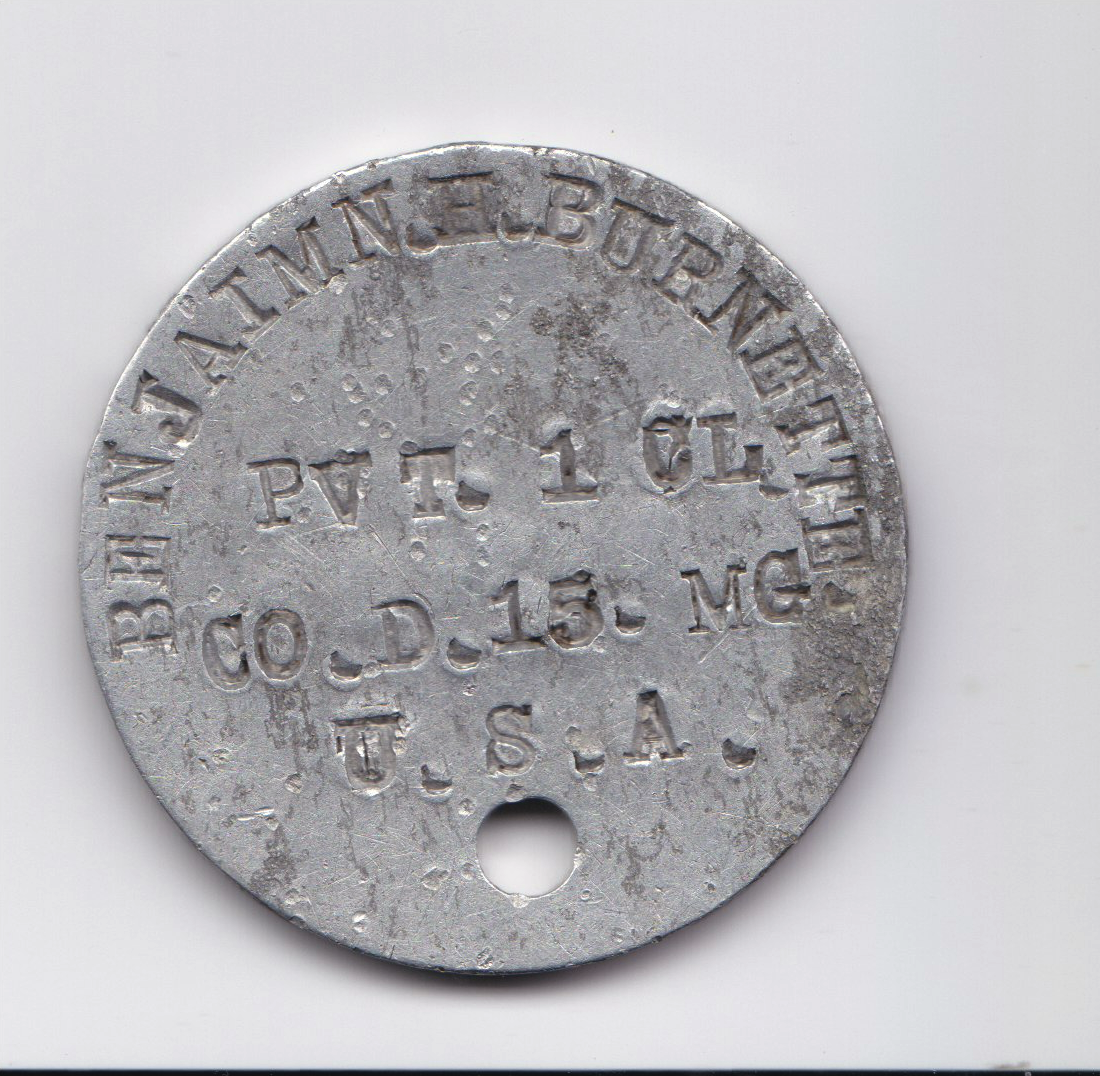 BENJAIMN.H.BURNETTE.
PVT. 1 CL.
CO.D.15. MG
U.S.A.